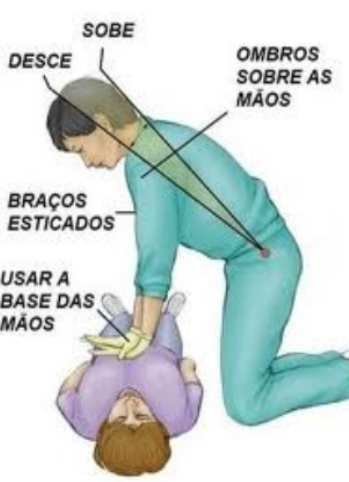 SOBE
DESCE
OMBROS
SOBRE AS
MÃOS
BRAÇOS
ESTICADOS
USAR A
BASE DAS
MÃOS